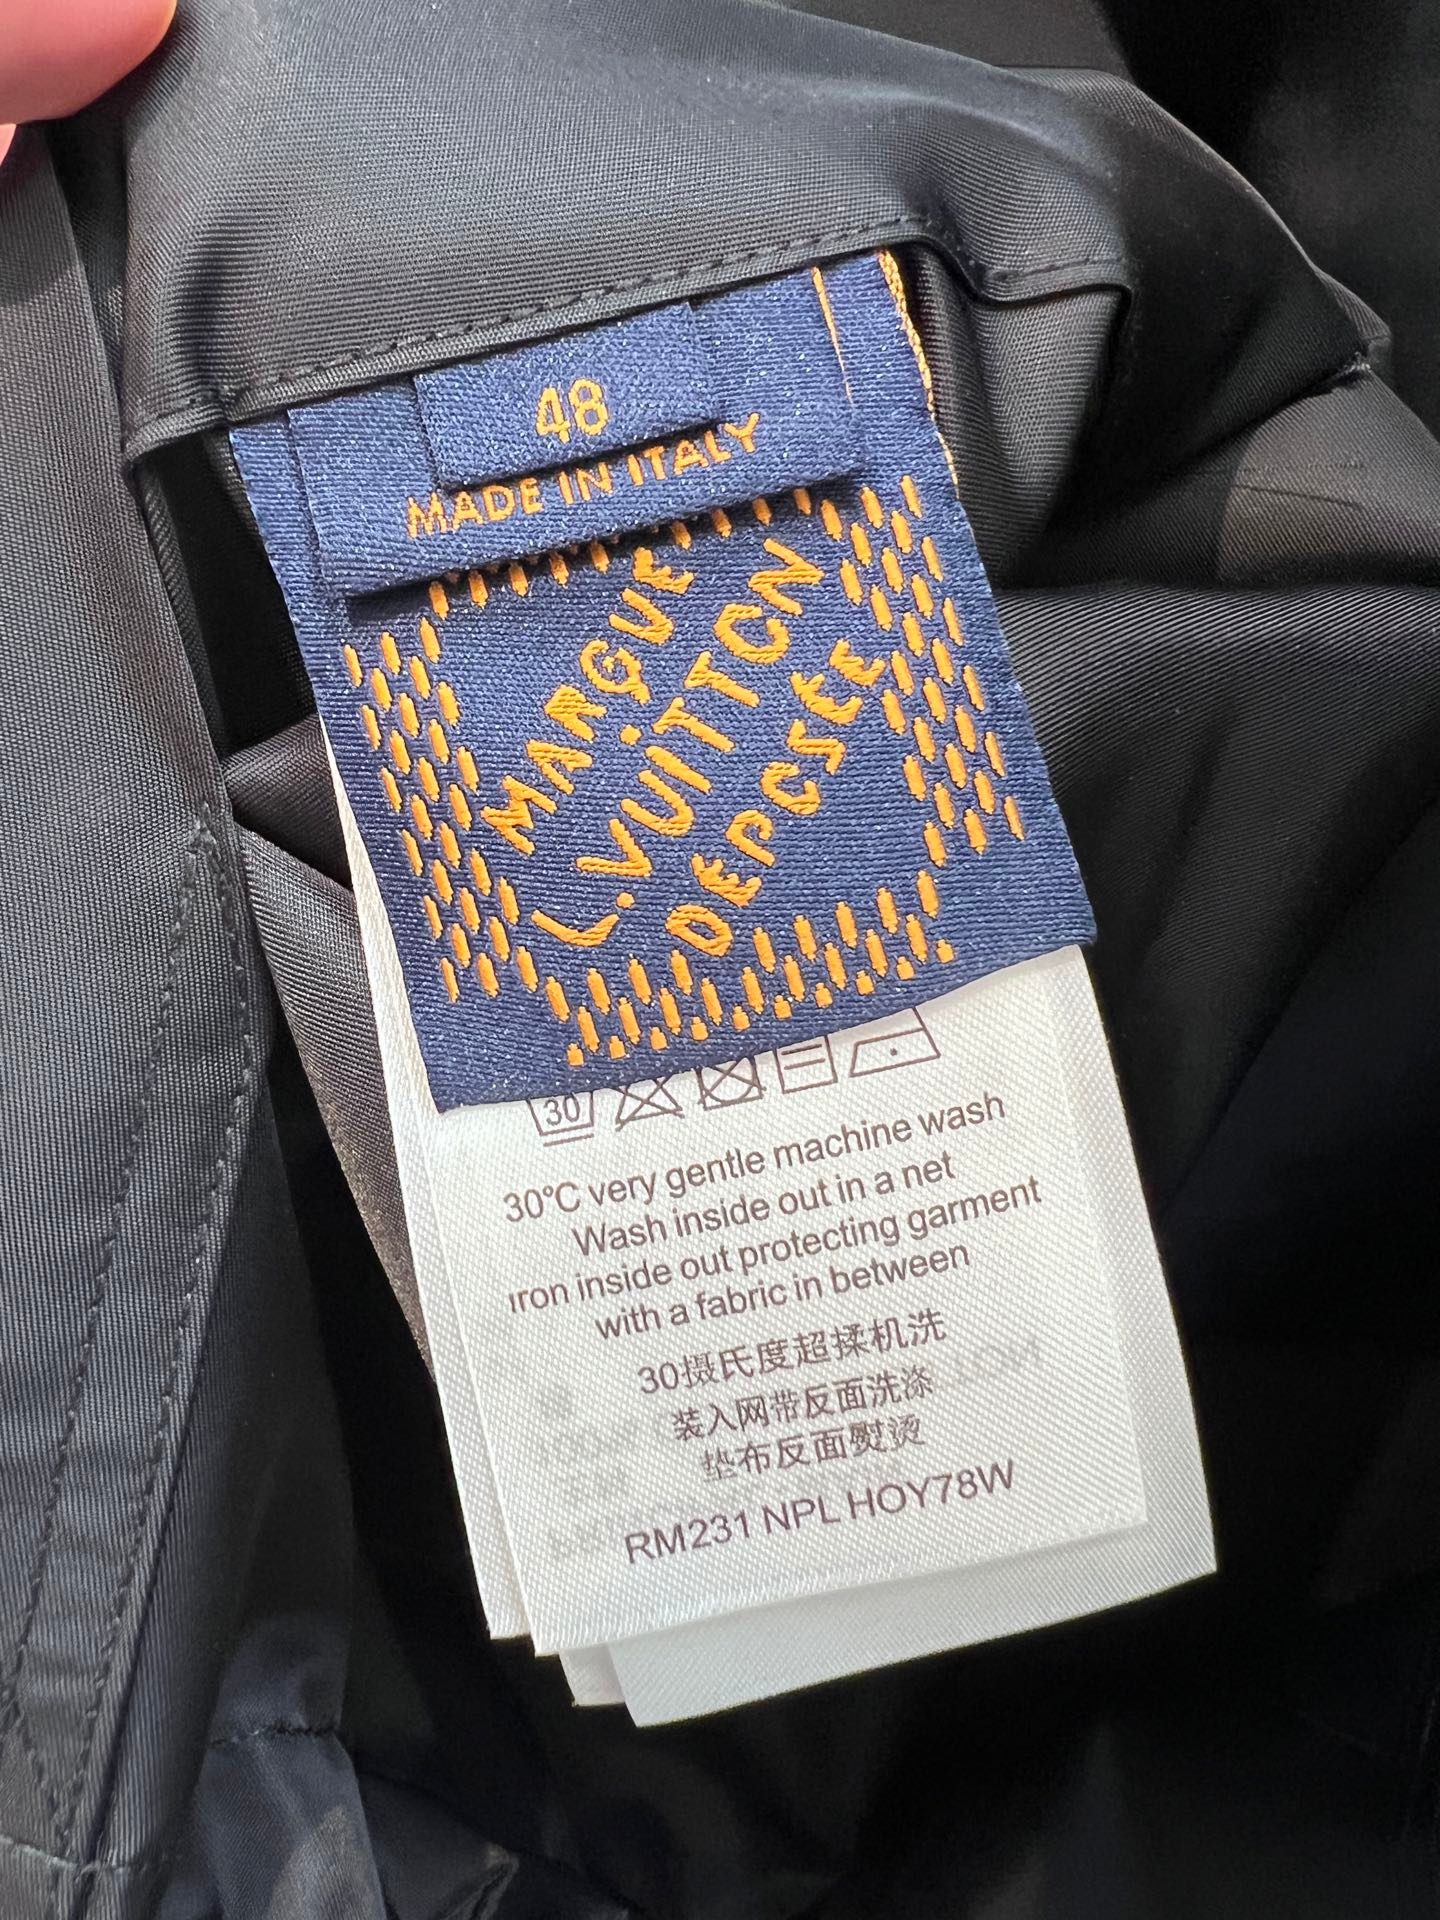 48
MADE IN ITALY
MARQUE
L.VUITTON
DEPOSEE
30
30°C very gentle machine wash
Wash inside out in a net
Iron inside out protecting garment
with a fabric in between
30摄氏度超揉机洗
装入网带反面洗涤
垫布反面熨烫
RM231 NPL HOY78W